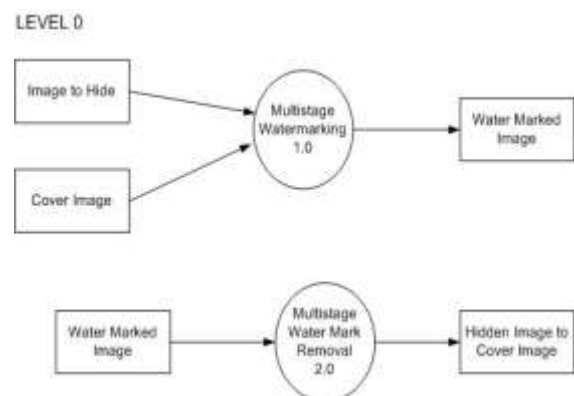 LEVEL 0
Image to Hide
Multistage
Watermarking
1.0
Water Marked
Image
Cover Image
Water Marked
Image
Multistage
Water Mark
Removal
2.0
Hidden Image to
Cover Image